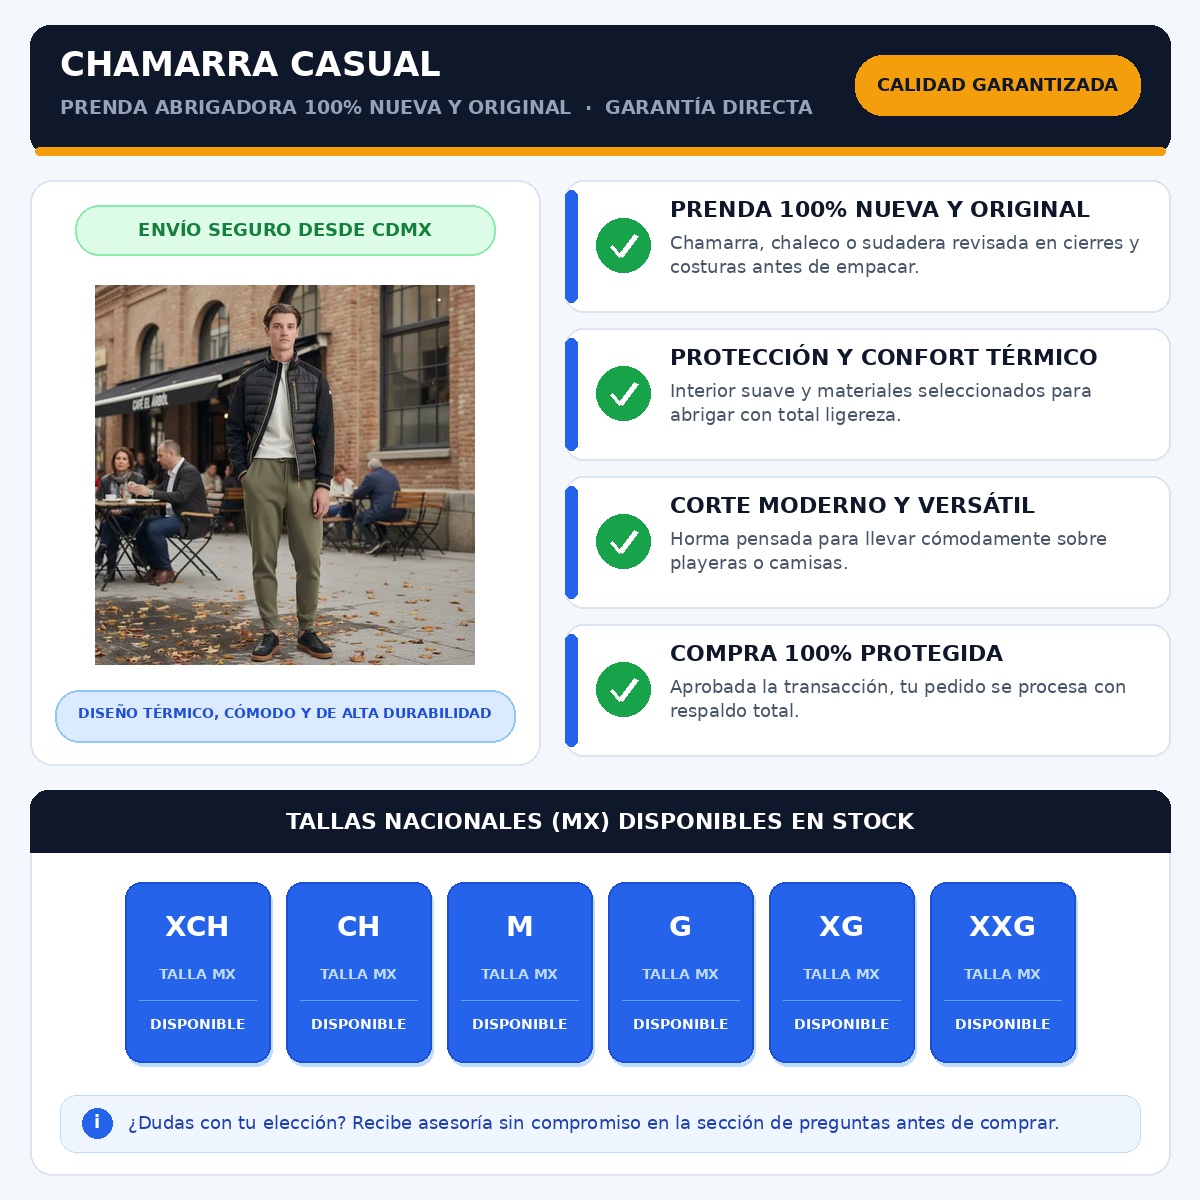 CHAMARRA CASUAL
PRENDA ABRIGADORA 100% NUEVA Y ORIGINAL · GARANTÍA DIRECTA
CALIDAD GARANTIZADA
ENVÍO SEGURO DESDE CDMX
CAFÉ EL ÁRBOL
DISEÑO TÉRMICO, CÓMODO Y DE ALTA DURABILIDAD
PRENDA 100% NUEVA Y ORIGINAL
Chamarra, chaleco o sudadera revisada en cierres y
costuras antes de empacar.
PROTECCIÓN Y CONFORT TÉRMICO
Interior suave y materiales seleccionados para
abrigar con total ligereza.
CORTE MODERNO Y VERSÁTIL
Horma pensada para llevar cómodamente sobre
playeras o camisas.
COMPRA 100% PROTEGIDA
Aprobada la transacción, tu pedido se procesa con
respaldo total.
TALLAS NACIONALES (MX) DISPONIBLES EN STOCK
XCH
TALLA MX
DISPONIBLE
CH
TALLA MX
DISPONIBLE
M
TALLA MX
DISPONIBLE
G
TALLA MX
DISPONIBLE
XG
TALLA MX
DISPONIBLE
XXG
TALLA MX
DISPONIBLE
i
¿Dudas con tu elección? Recibe asesoría sin compromiso en la sección de preguntas antes de comprar.